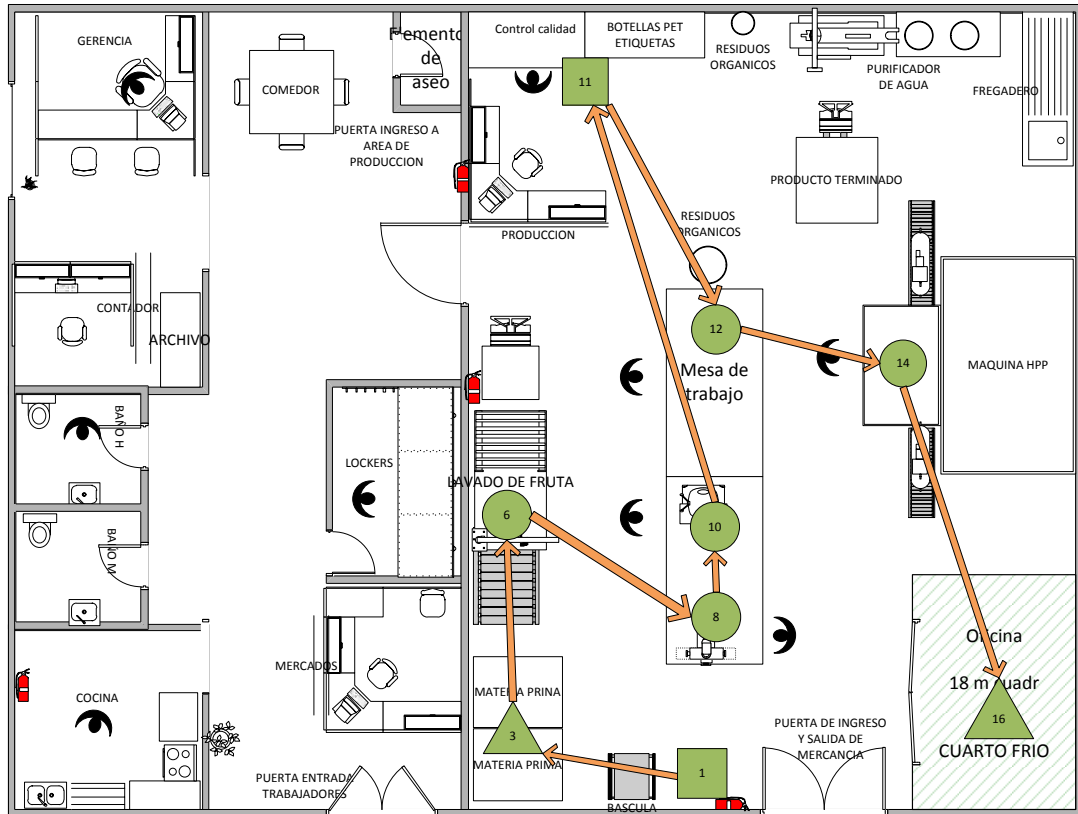 GERENCIA
COMEDOR
Elemento
de
aseo
Control calidad
BOTELLAS PET
ETIQUETAS
RESIDUOS
ORGANICOS
PURIFICADOR
DE AGUA
FREGADERO
11
PUERTA INGRESO A
AREA DE
PRODUCCION
PRODUCTO TERMINADO
PRODUCCION
RESIDUOS
ORGANICOS
CONTADOR
ARCHIVO
12
14
MAQUINA HPP
Mesa de
trabajo
BAÑO H
LOCKERS
LAVADO DE FRUTA
6
10
BAÑO M
8
Oficina
18 m cuadr
16
CUARTO FRIO
MERCADOS
COCINA
MATERIA PRINA
3
MATERIA PRIMA
1
BASCULA
PUERTA DE INGRESO
Y SALIDA DE
MERCANCIA
PUERTA ENTRADA
TRABAJADORES